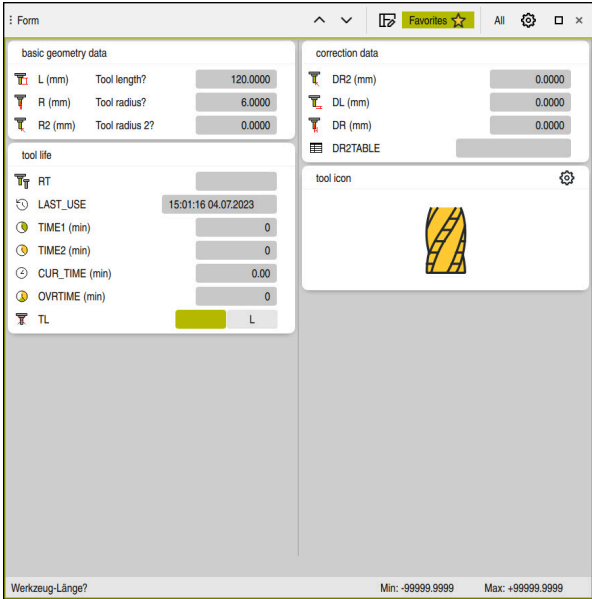 Form
Favorites
All
basic geometry data
L (mm) Tool length? 120.0000
R (mm) Tool radius? 6.0000
R2 (mm) Tool radius 2? 0.0000
tool life
RT
LAST_USE 15:01:16 04.07.2023
TIME1 (min) 0
TIME2 (min) 0
CUR_TIME (min) 0.00
OVRTIME (min) 0
TL L
correction data
DR2 (mm) 0.0000
DL (mm) 0.0000
DR (mm) 0.0000
DR2TABLE
tool icon
Werkzeug-Länge? Min: -99999.9999 Max: +99999.9999